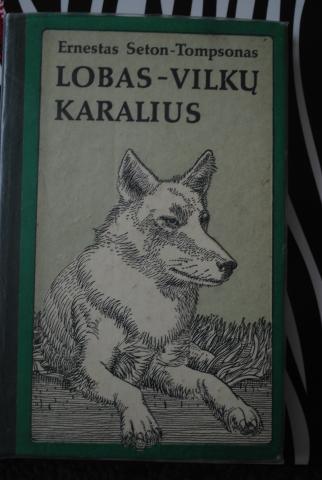 Ernestas Seton-Tompsonas
LOBAS-VILKŲ
KARALIUS